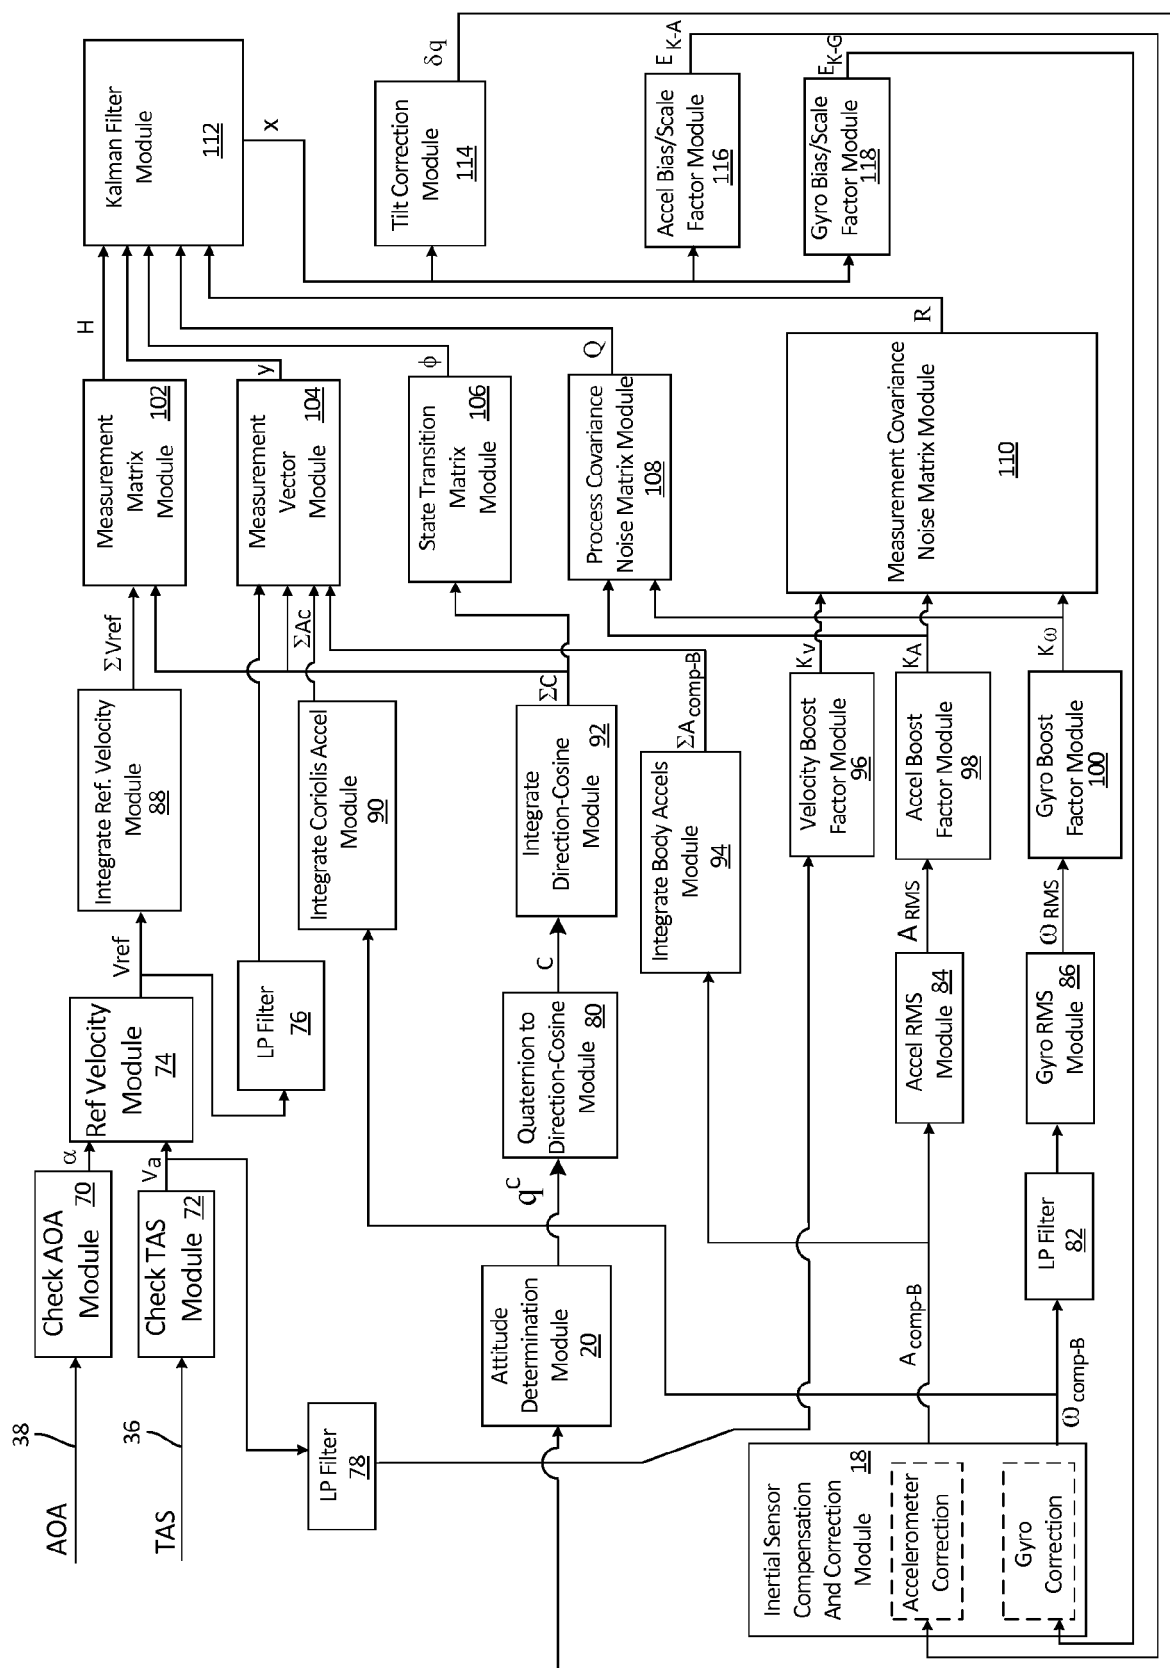 AOA
38
TAS
36
Check AOA
Module 70
α
Check TAS
Module 72
Va
Ref Velocity
Module
74
Vref
LP Filter
76
LP Filter
78
Integrate Ref. Velocity
Module
88
ΣVref
Integrate Coriolis Accel
Module
90
ΣAc
Attitude
Determination
Module
20
q^C
Quaternion to
Direction-Cosine
Module 80
C
Integrate
Direction-Cosine
Module 92
ΣC
Integrate Body Accels
Module
94
ΣA comp-B
Inertial Sensor
Compensation
And Correction
Module 18
Accelerometer
Correction
Gyro
Correction
A comp-B
ω comp-B
LP Filter
82
Accel RMS
Module 84
A RMS
Gyro RMS
Module 86
ω RMS
Velocity Boost
Factor Module
96
Kv
Accel Boost
Factor Module
98
KA
Gyro Boost
Factor Module
100
Kω
Measurement
Matrix
Module 102
H
Measurement
Vector
Module 104
y
State Transition
Matrix
Module 106
ϕ
Process Covariance
Noise Matrix Module
108
Q
Measurement Covariance
Noise Matrix Module
110
R
Kalman Filter
Module
112
X
Tilt Correction
Module
114
δq
Accel Bias/Scale
Factor Module
116
E K-A
Gyro Bias/Scale
Factor Module
118
E K-G